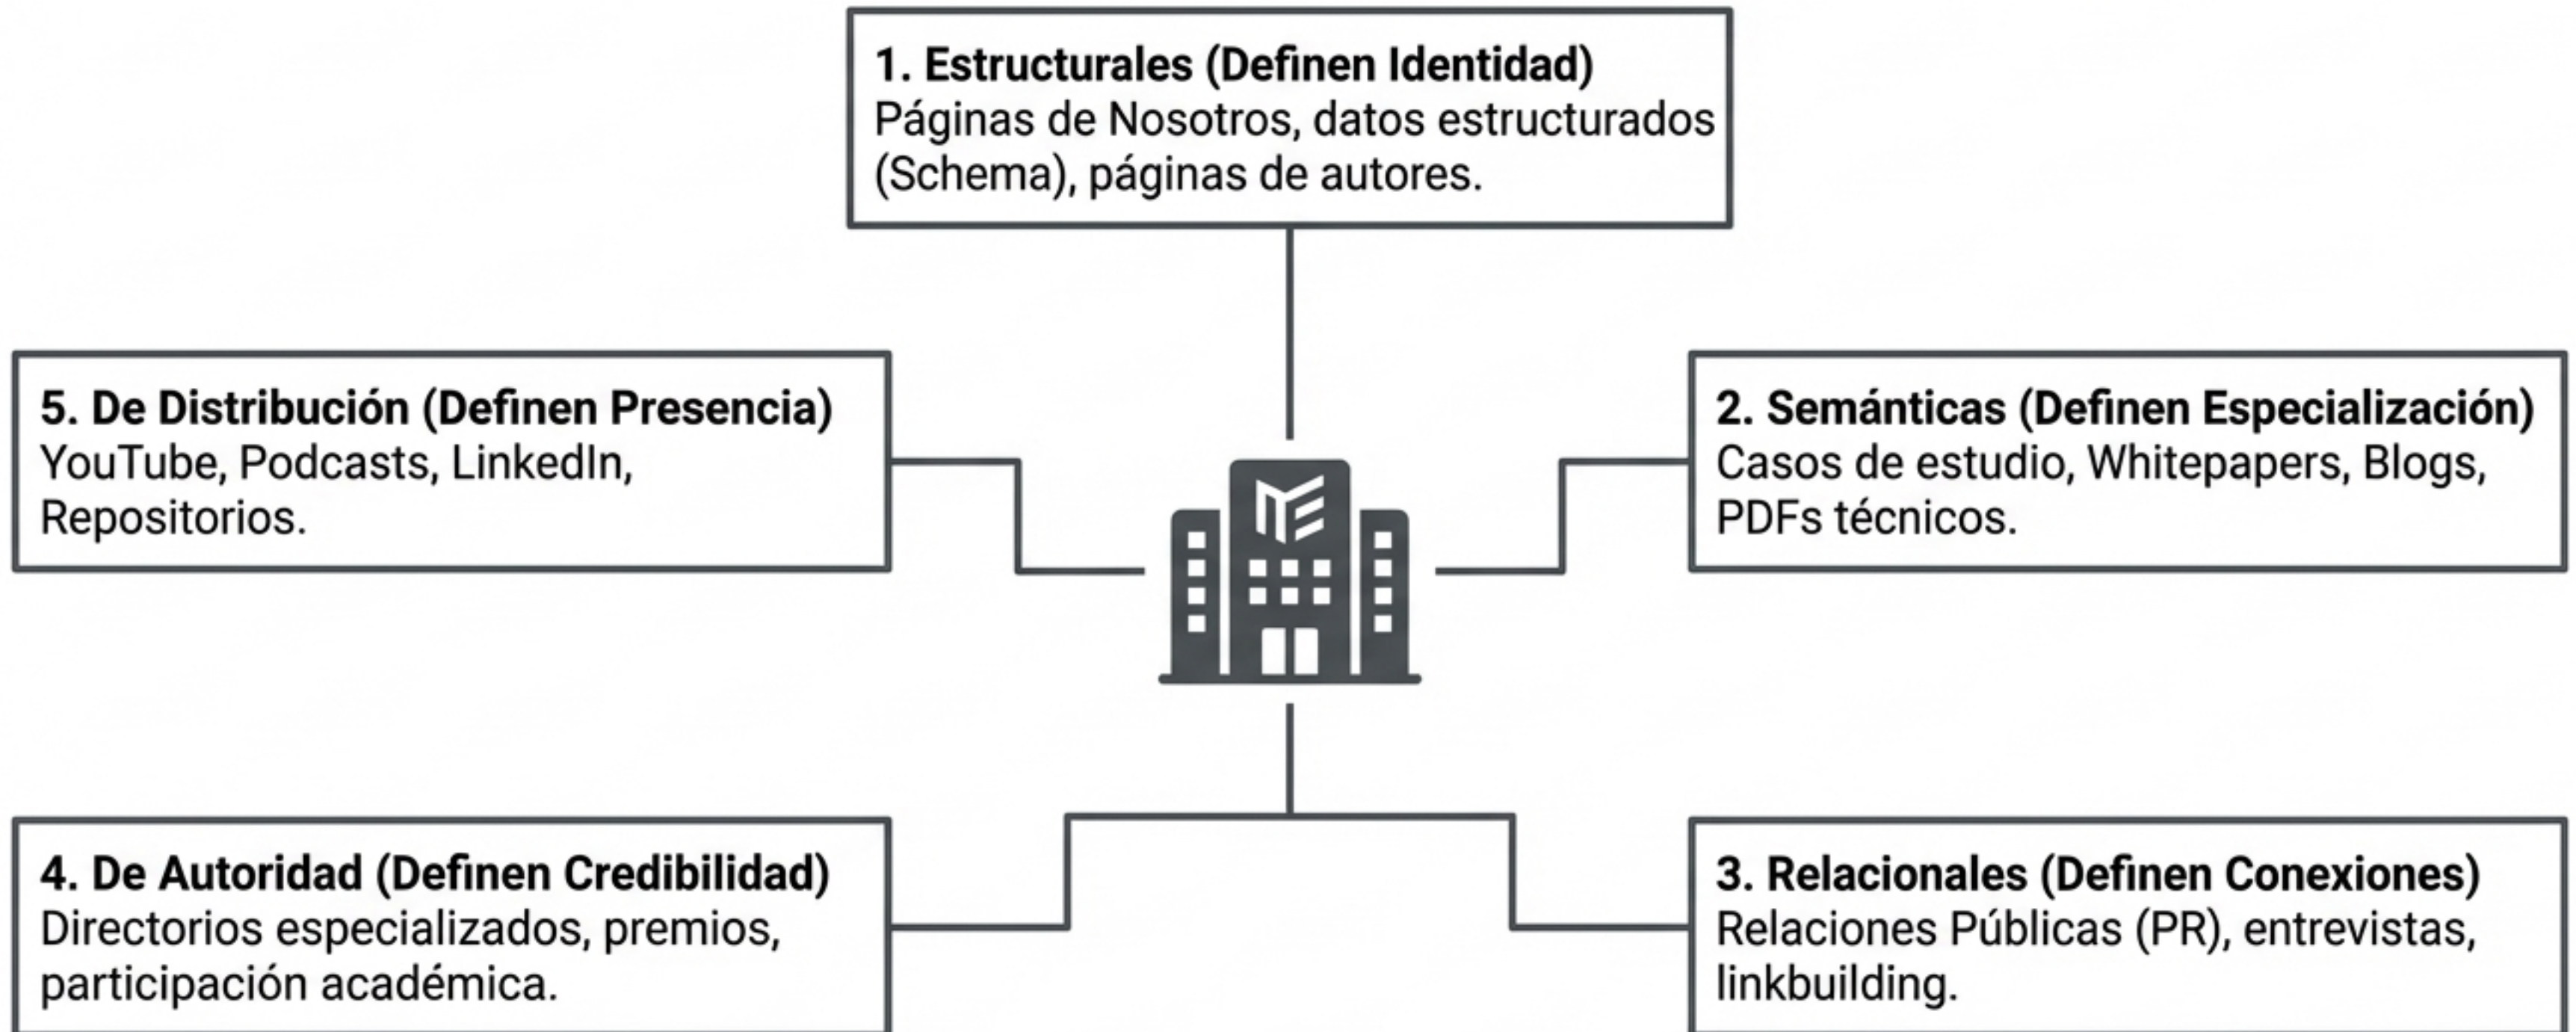 1. Estructurales (Definen Identidad)
Páginas de Nosotros, datos estructurados
(Schema), páginas de autores.
5. De Distribución (Definen Presencia)
YouTube, Podcasts, LinkedIn,
Repositorios.
2. Semánticas (Definen Especialización)
Casos de estudio, Whitepapers, Blogs,
PDFs técnicos.
4. De Autoridad (Definen Credibilidad)
Directorios especializados, premios,
participación académica.
3. Relacionales (Definen Conexiones)
Relaciones Públicas (PR), entrevistas,
linkbuilding.